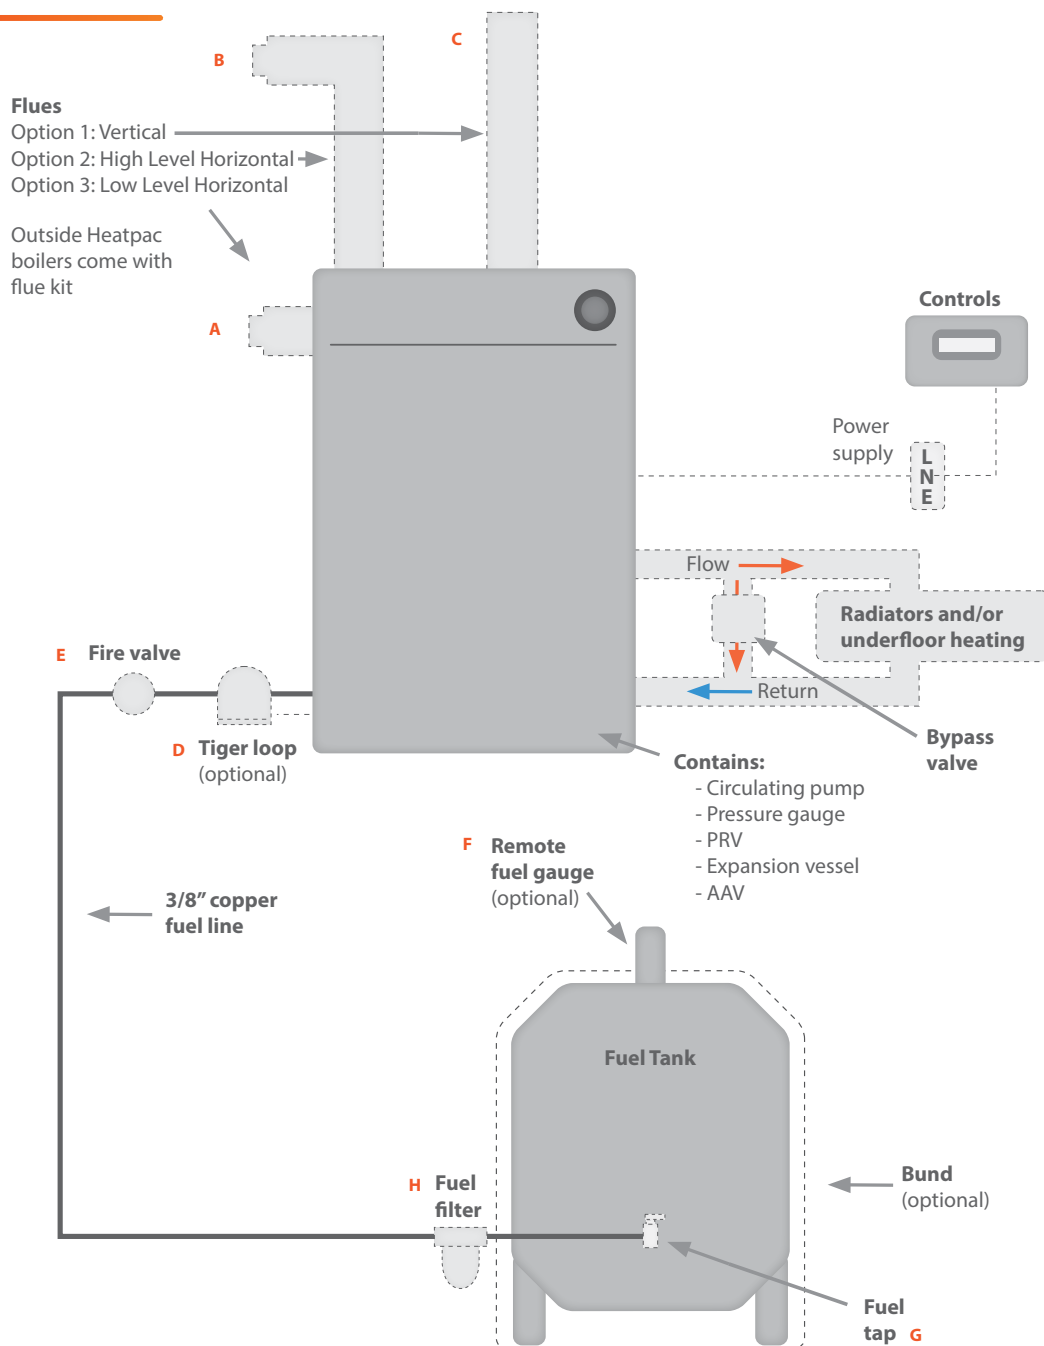 B
C
Flues
Option 1: Vertical
Option 2: High Level Horizontal
Option 3: Low Level Horizontal
Outside Heatpac
boilers come with
flue kit
A
Controls
Power
supply
L
N
E
Flow
Radiators and/or
underfloor heating
Return
Bypass
valve
E Fire valve
D Tiger loop
(optional)
Contains:
- Circulating pump
- Pressure gauge
- PRV
- Expansion vessel
- AAV
F Remote
fuel gauge
(optional)
3/8” copper
fuel line
Fuel Tank
H Fuel
filter
Bund
(optional)
Fuel
tap G